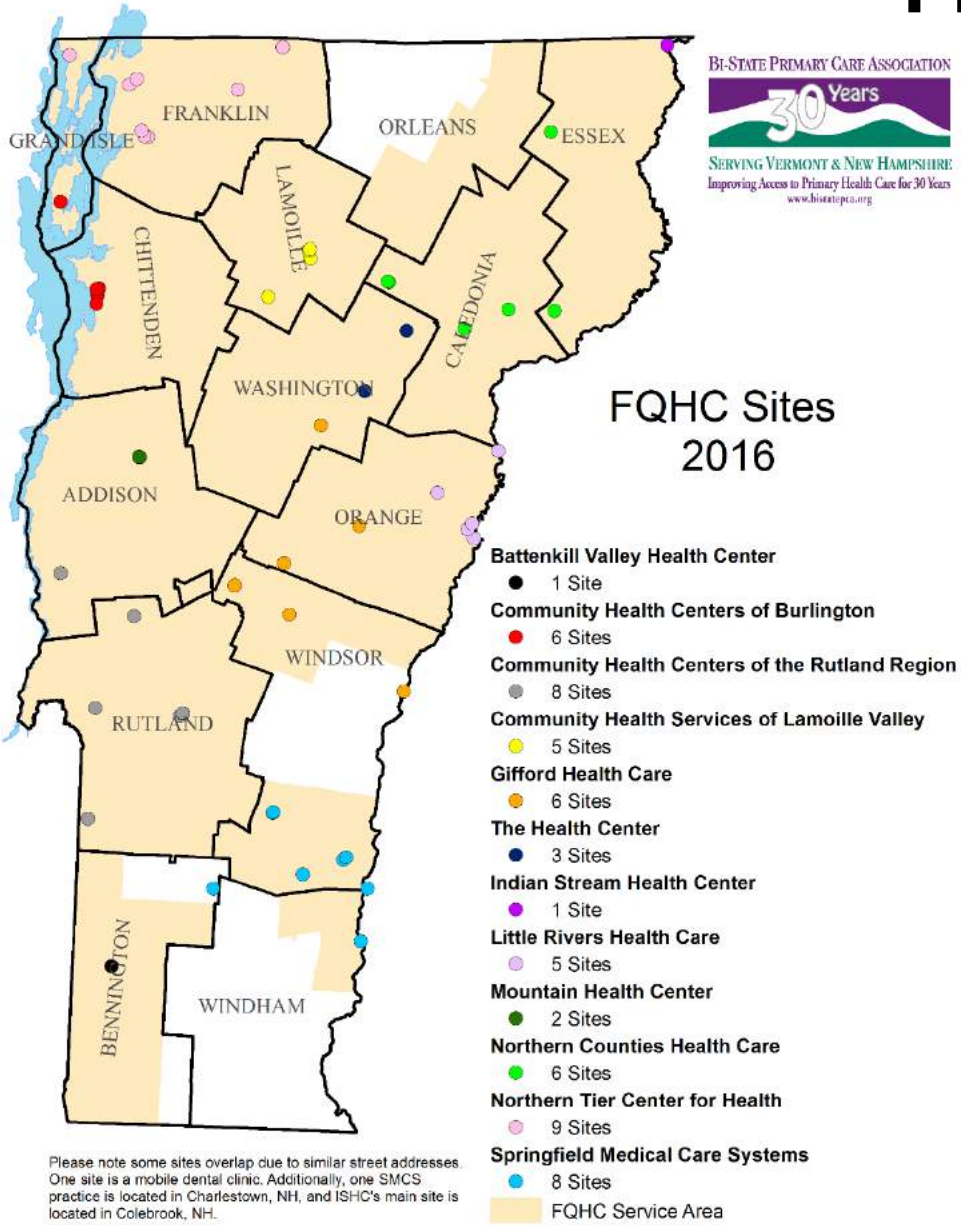 BI-STATE PRIMARY CARE ASSOCIATION
30 Years
SERVING VERMONT & NEW HAMPSHIRE
Improving Access to Primary Health Care for 30 Years
www.bistatepca.org
GRAND ISLE
FRANKLIN
ORLEANS
ESSEX
LAMOILLE
CHITTENDEN
CALEDONIA
WASHINGTON
ADDISON
ORANGE
WINDSOR
RUTLAND
BENNINGTON
WINDHAM
FQHC Sites
2016
Battenkill Valley Health Center
1 Site
Community Health Centers of Burlington
6 Sites
Community Health Centers of the Rutland Region
8 Sites
Community Health Services of Lamoille Valley
5 Sites
Gifford Health Care
6 Sites
The Health Center
3 Sites
Indian Stream Health Center
1 Site
Little Rivers Health Care
5 Sites
Mountain Health Center
2 Sites
Northern Counties Health Care
6 Sites
Northern Tier Center for Health
9 Sites
Springfield Medical Care Systems
8 Sites
FQHC Service Area
Please note some sites overlap due to similar street addresses.
One site is a mobile dental clinic. Additionally, one SMCS
practice is located in Charlestown, NH, and ISHC's main site is
located in Colebrook, NH.